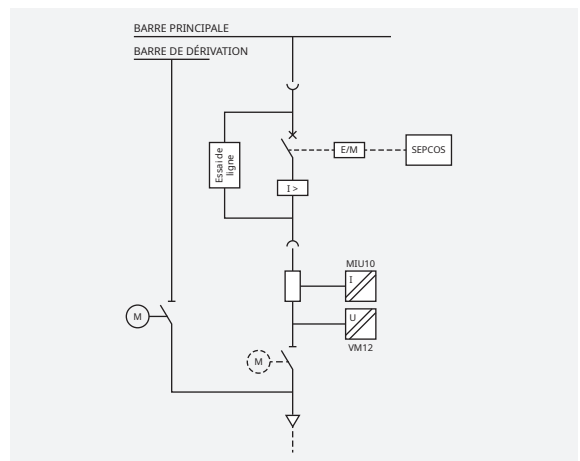 BARRE PRINCIPALE
BARRE DE DÉRIVATION
Essai de
ligne
E/M
SEPCOS
I >
MIU10
I
M
U
VM12
M